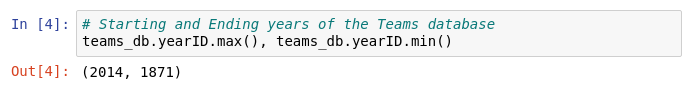 In [4]: # Starting and Ending years of the Teams database
teams_db.yearID.max(), teams_db.yearID.min()
Out[4]: (2014, 1871)